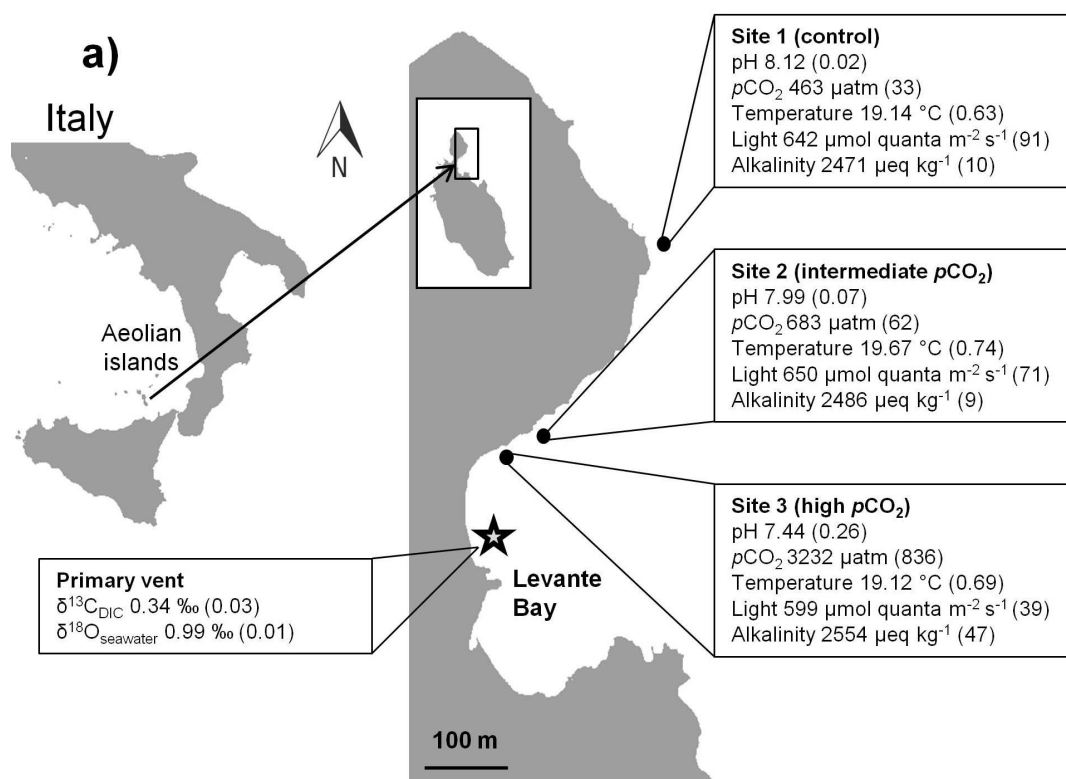 a)
Italy
N
Aeolian
islands
Site 1 (control)
pH 8.12 (0.02)
pCO₂ 463 µatm (33)
Temperature 19.14 °C (0.63)
Light 642 µmol quanta m⁻² s⁻¹ (91)
Alkalinity 2471 µeq kg⁻¹ (10)
Site 2 (intermediate pCO₂)
pH 7.99 (0.07)
pCO₂ 683 µatm (62)
Temperature 19.67 °C (0.74)
Light 650 µmol quanta m⁻² s⁻¹ (71)
Alkalinity 2486 µeq kg⁻¹ (9)
Site 3 (high pCO₂)
pH 7.44 (0.26)
pCO₂ 3232 µatm (836)
Temperature 19.12 °C (0.69)
Light 599 µmol quanta m⁻² s⁻¹ (39)
Alkalinity 2554 µeq kg⁻¹ (47)
Primary vent
δ¹³C_DIC 0.34 ‰ (0.03)
δ¹⁸O_seawater 0.99 ‰ (0.01)
Levante
Bay
100 m